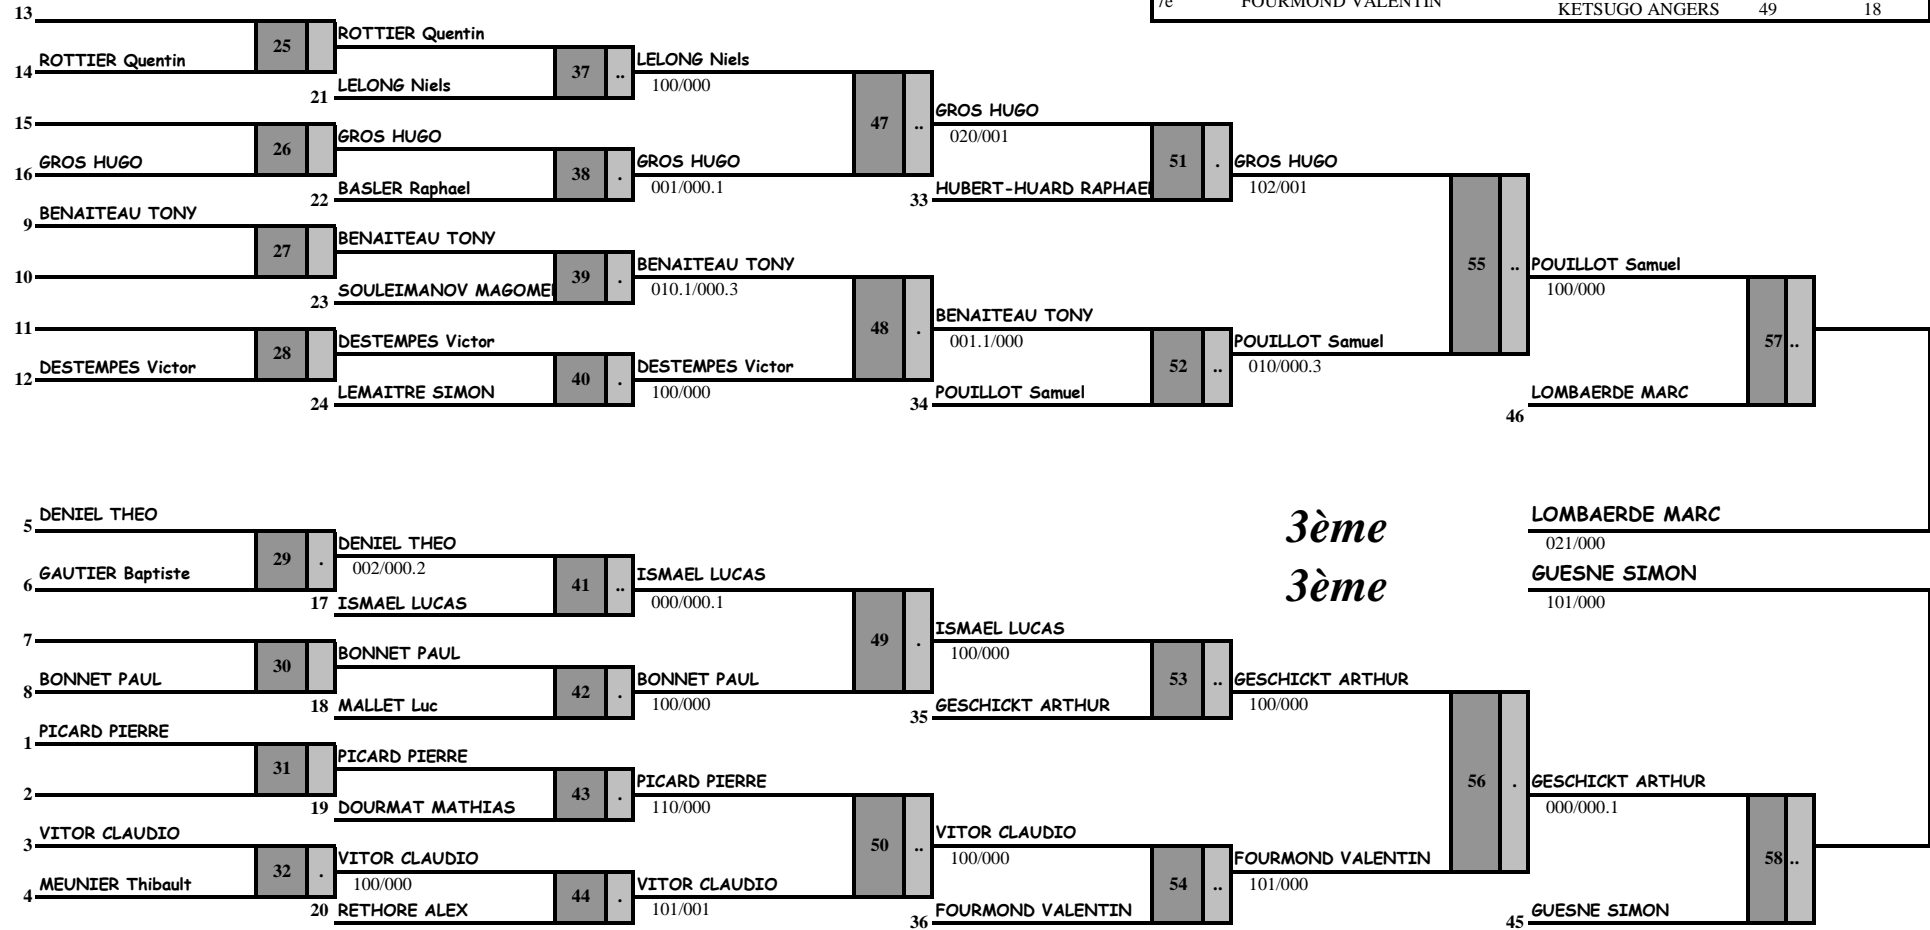 7e FOURMOND VALENTIN KETSUGO ANGERS 49 18
13
25 ROTTIER Quentin
14 ROTTIER Quentin
37 .. LELONG Niels
100/000
21 LELONG Niels
15
47 .. GROS HUGO
020/001
26 GROS HUGO
16 GROS HUGO
38 . GROS HUGO
001/000.1
22 BASLER Raphael
51 . GROS HUGO
102/001
33 HUBERT-HUARD RAPHAE
9 BENAITEAU TONY
27 BENAITEAU TONY
10
39 . BENAITEAU TONY
010.1/000.3
23 SOULEIMANOV MAGOME
55 .. POUILLOT Samuel
100/000
11
48 . BENAITEAU TONY
001.1/000
28 DESTEMPES Victor
12 DESTEMPES Victor
40 . DESTEMPES Victor
100/000
24 LEMAITRE SIMON
52 .. POUILLOT Samuel
010/000.3
34 POUILLOT Samuel
57 ..
46 LOMBAERDE MARC
5 DENIEL THEO
3ème LOMBAERDE MARC
021/000
29 . DENIEL THEO
002/000.2
6 GAUTIER Baptiste
41 .. ISMAEL LUCAS
000/000.1
3ème GUESNE SIMON
101/000
17 ISMAEL LUCAS
7
49 . ISMAEL LUCAS
100/000
30 BONNET PAUL
8 BONNET PAUL
42 . BONNET PAUL
100/000
18 MALLET Luc
53 .. GESCHICKT ARTHUR
100/000
35 GESCHICKT ARTHUR
1 PICARD PIERRE
31 PICARD PIERRE
2
43 . PICARD PIERRE
110/000
19 DOURMAT MATHIAS
56 . GESCHICKT ARTHUR
000/000.1
3 VITOR CLAUDIO
50 .. VITOR CLAUDIO
100/000
32 . VITOR CLAUDIO
100/000
4 MEUNIER Thibault
44 . VITOR CLAUDIO
101/001
20 RETHORE ALEX
54 .. FOURMOND VALENTIN
101/000
36 FOURMOND VALENTIN
58 ..
45 GUESNE SIMON